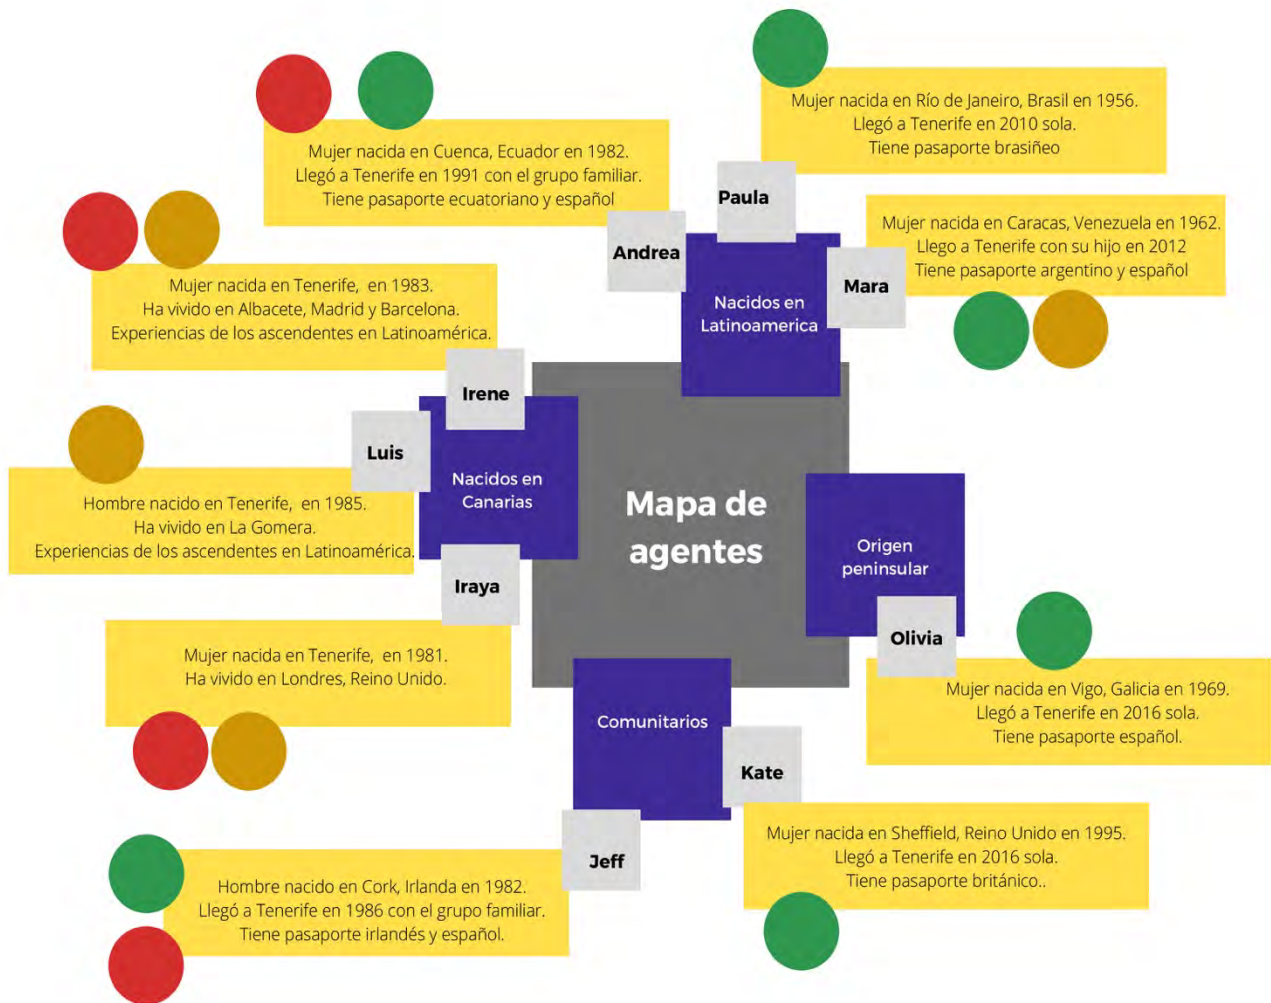 Mujer nacida en Río de Janeiro, Brasil en 1956.
Llegó a Tenerife en 2010 sola.
Tiene pasaporte brasiñeo
Mujer nacida en Cuenca, Ecuador en 1982.
Llegó a Tenerife en 1991 con el grupo familiar.
Tiene pasaporte ecuatoriano y español
Paula
Andrea
Mujer nacida en Caracas, Venezuela en 1962.
Llego a Tenerife con su hijo en 2012
Tiene pasaporte argentino y español
Mara
Nacidos en
Latinoamerica
Mujer nacida en Tenerife, en 1983.
Ha vivido en Albacete, Madrid y Barcelona.
Experiencias de los ascendentes en Latinoamérica.
Irene
Luis
Nacidos en
Canarias
Hombre nacido en Tenerife, en 1985.
Ha vivido en La Gomera.
Experiencias de los ascendentes en Latinoamérica.
Mapa de
agentes
Origen
peninsular
Iraya
Olivia
Mujer nacida en Tenerife, en 1981.
Ha vivido en Londres, Reino Unido.
Mujer nacida en Vigo, Galicia en 1969.
Llegó a Tenerife en 2016 sola.
Tiene pasaporte español.
Comunitarios
Kate
Mujer nacida en Sheffield, Reino Unido en 1995.
Llegó a Tenerife en 2016 sola.
Tiene pasaporte británico..
Jeff
Hombre nacido en Cork, Irlanda en 1982.
Llegó a Tenerife en 1986 con el grupo familiar.
Tiene pasaporte irlandés y español.